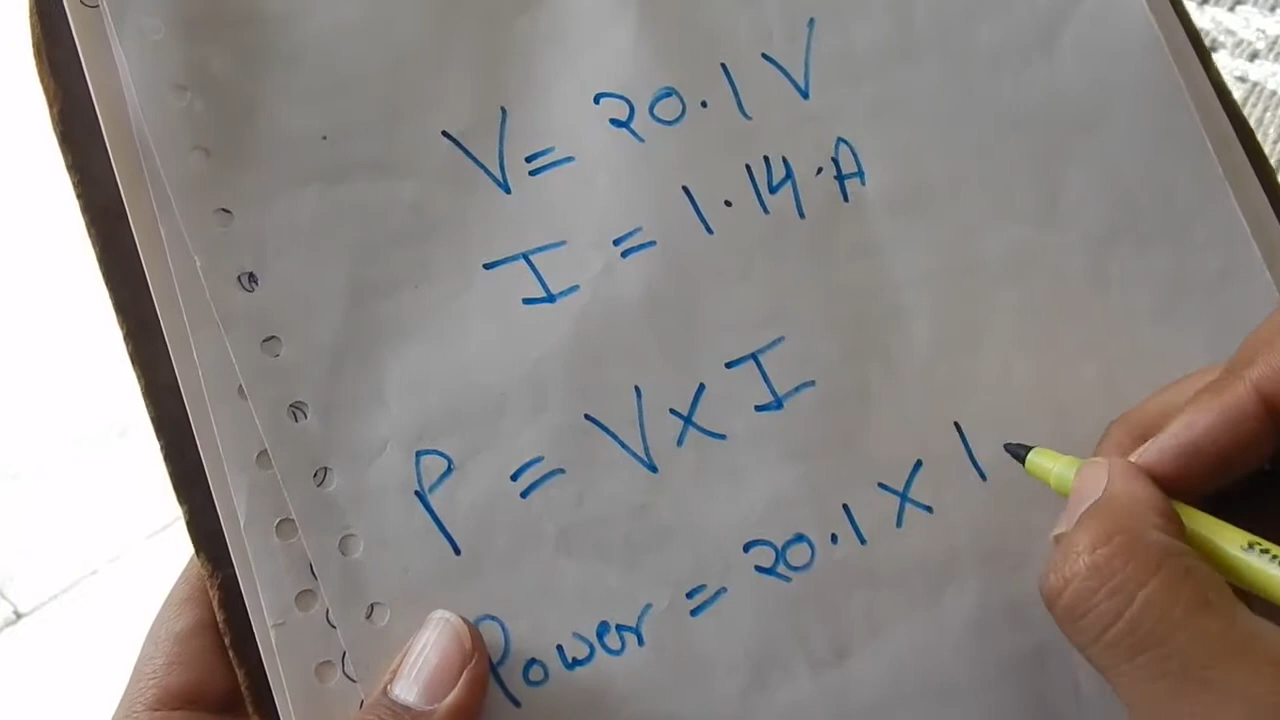 V= 20.1 V
I = 1.14.A
P = V×I
Power = 20.1 × 1